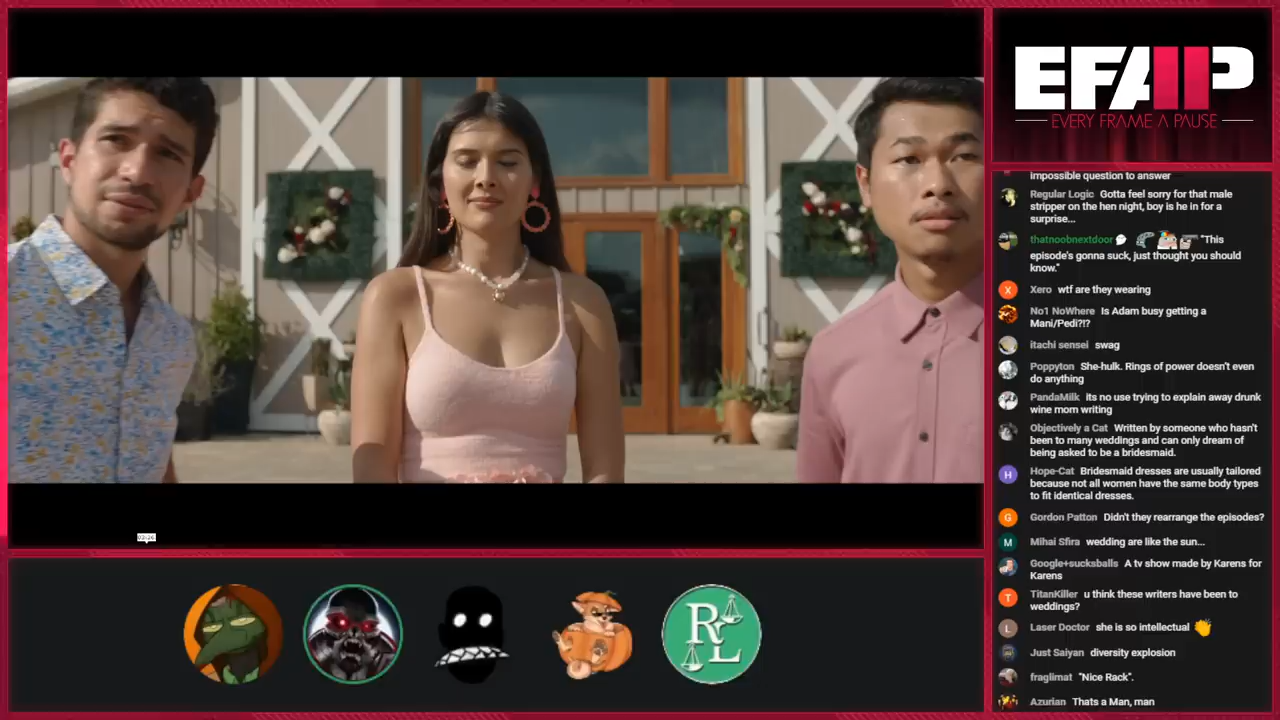 EFAP
EVERY FRAME A PAUSE
impossible question to answer
Regular Logic Gotta feel sorry for that male
stripper on the hen night, boy is he in for a
surprise...
thatnoobnextdoor "This
episode's gonna suck, just thought you should
know."
Xero wtf are they wearing
No1 NoWhere Is Adam busy getting a
Mani/Pedi?!?
itachi sensei swag
Poppyton She-hulk. Rings of power doesn't even
do anything
PandaMilk its no use trying to explain away drunk
wine mom writing
Objectively a Cat Written by someone who hasn't
been to many weddings and can only dream of
being asked to be a bridesmaid.
Hope-Cat Bridesmaid dresses are usually tailored
because not all women have the same body types
to fit identical dresses.
Gordon Patton Didn't they rearrange the episodes?
Mihai Sfira wedding are like the sun...
Google+sucksballs A tv show made by Karens for
Karens
TitanKiller u think these writers have been to
weddings?
Laser Doctor she is so intellectual
Just Saiyan diversity explosion
fraglimat "Nice Rack".
Azurian Thats a Man, man
X
H
G
M
T
L
RL